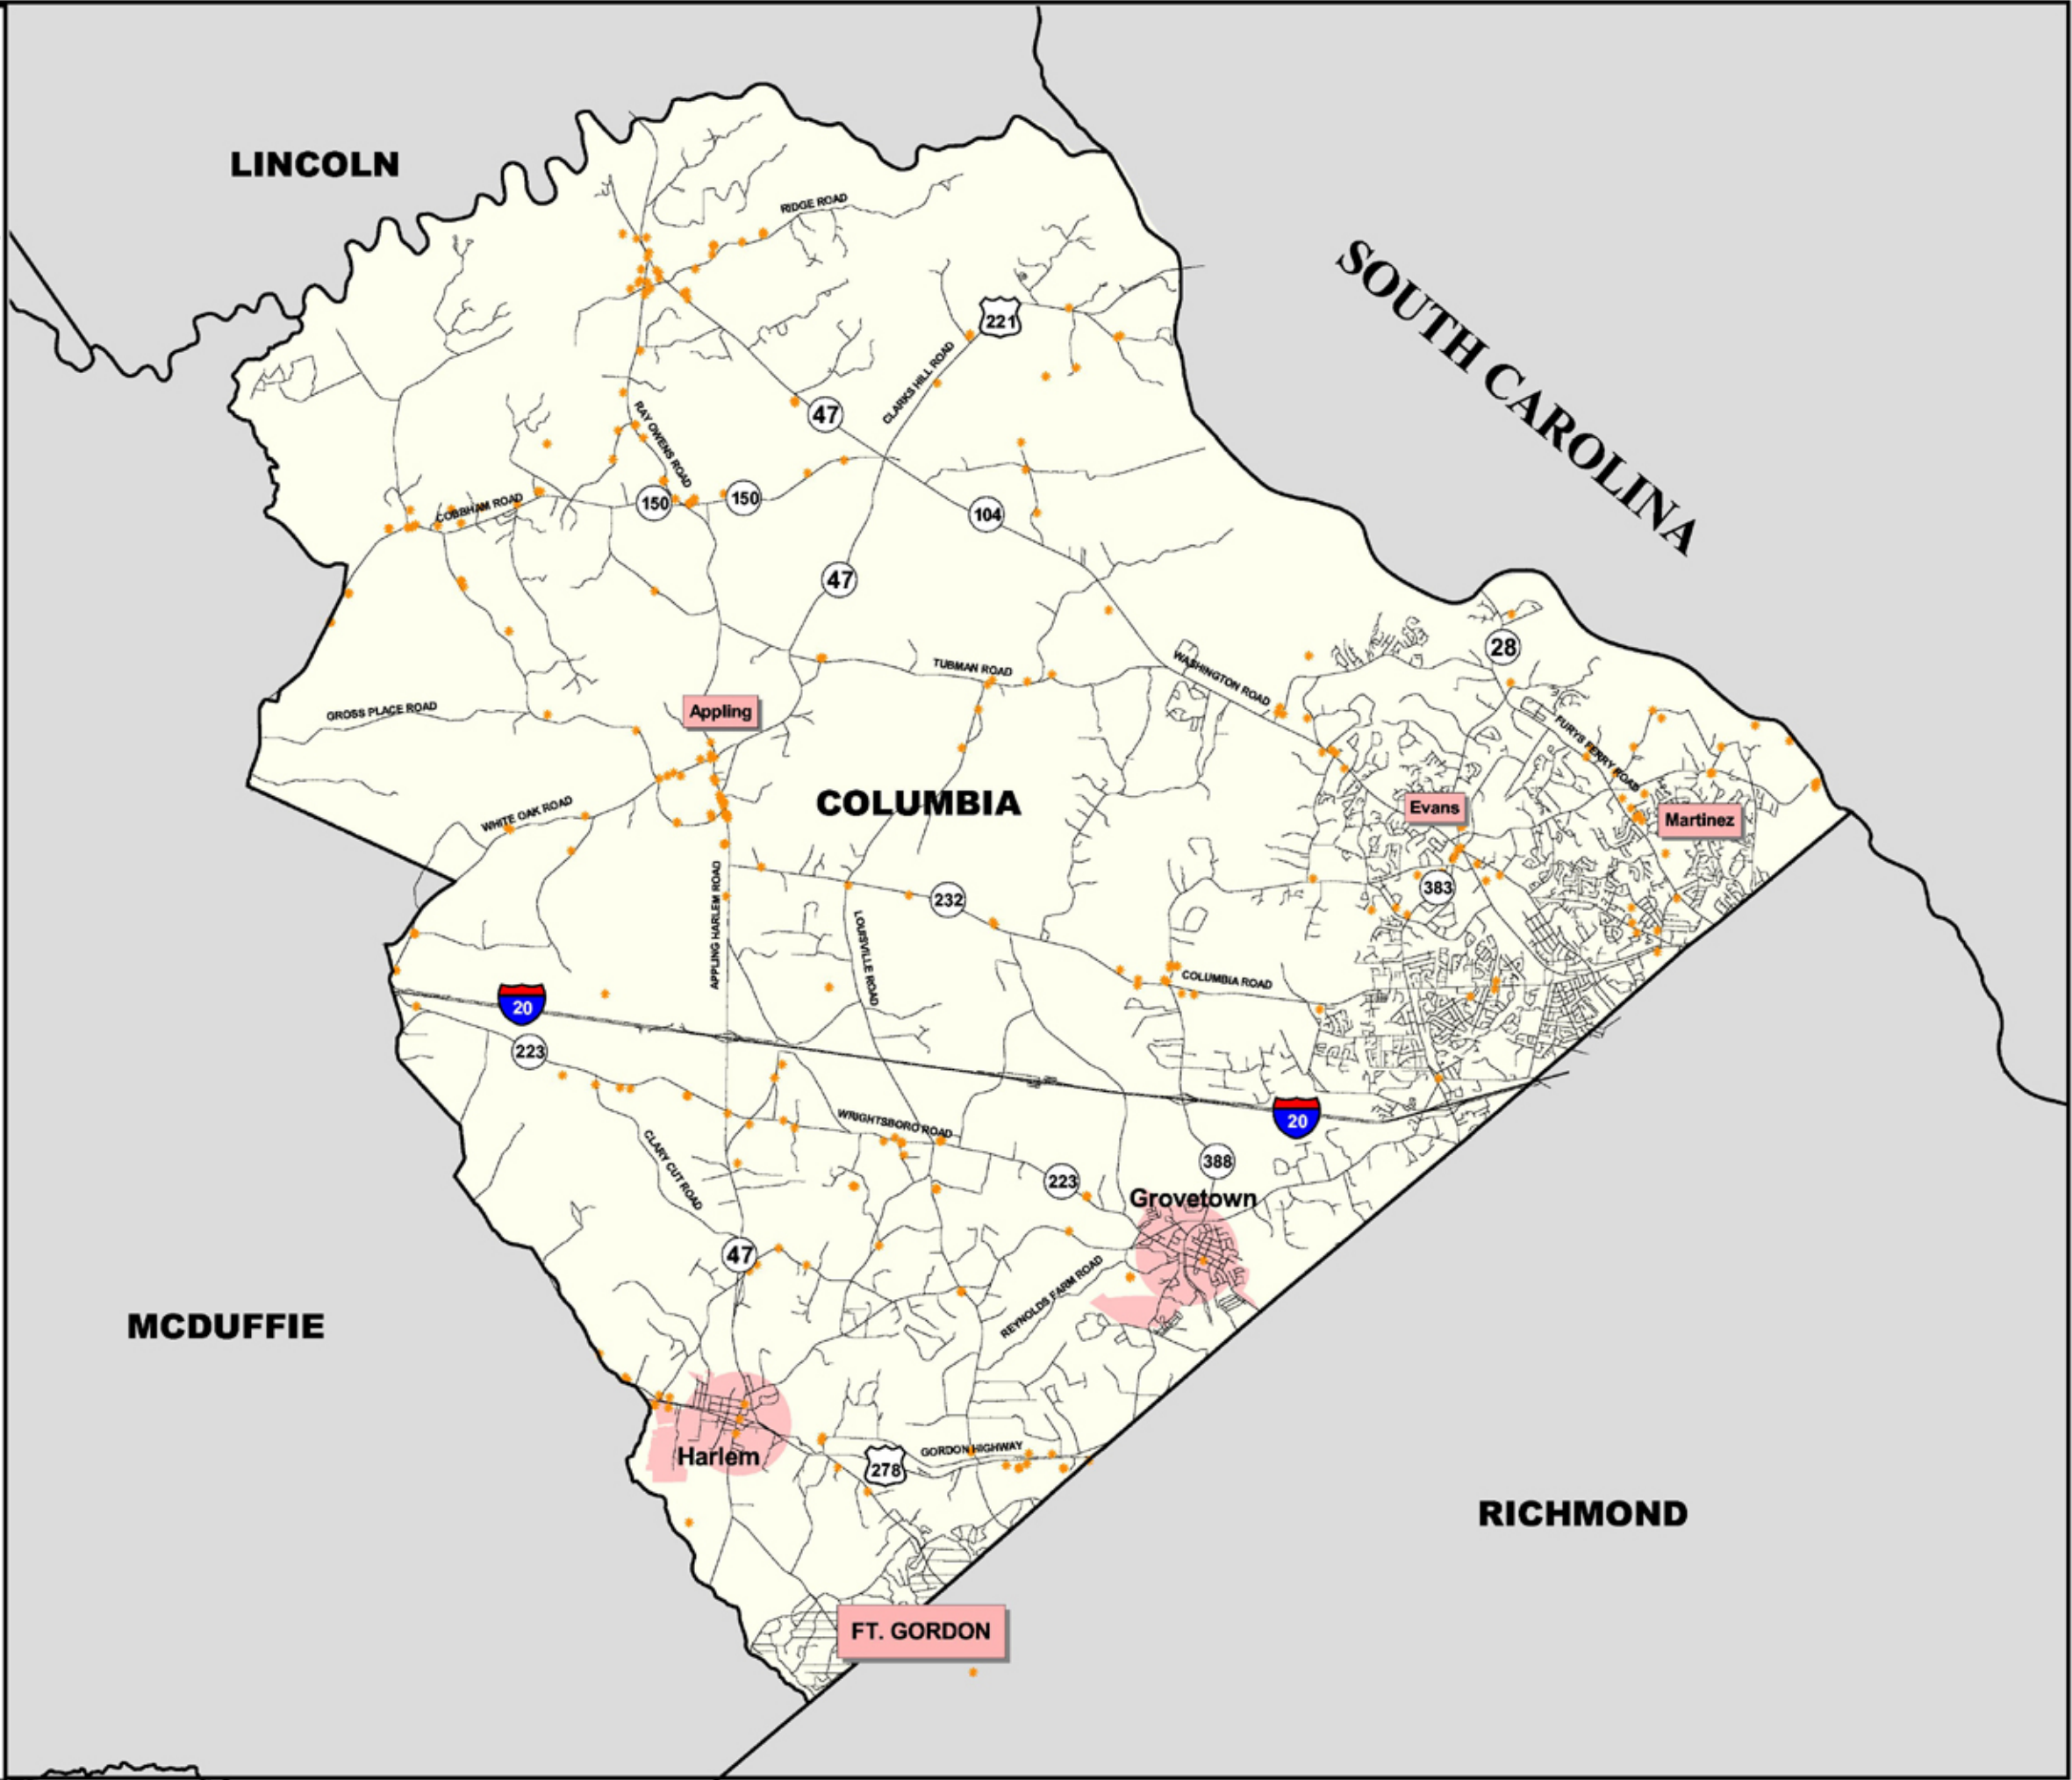 LINCOLN
RIDGE ROAD
SOUTH CAROLINA
221
CLARKS HILL ROAD
47
RAY OWENS ROAD
150
150
COBBHAM ROAD
104
47
28
TUBMAN ROAD
WASHINGTON ROAD
GROSS PLACE ROAD
Appling
FURYS FERRY ROAD
WHITE OAK ROAD
COLUMBIA
Evans
Martinez
383
APPLING HARLEM ROAD
232
LOUISVILLE ROAD
COLUMBIA ROAD
20
223
WRIGHTSBORO ROAD
20
CLARY CUT ROAD
388
223
Grovetown
47
REYNOLDS FARM ROAD
MCDUFFIE
Harlem
GORDON HIGHWAY
278
RICHMOND
FT. GORDON